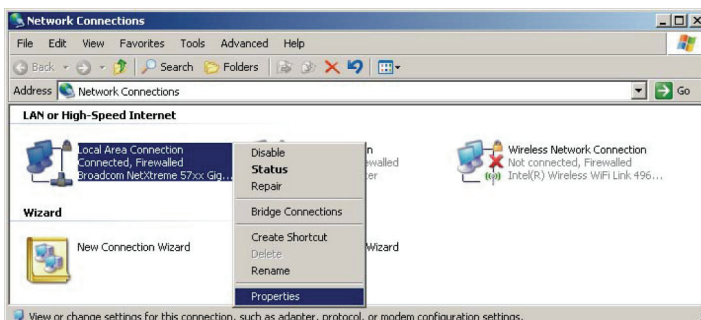 Network Connections
File Edit View Favorites Tools Advanced Help
Back Search Folders
Address Network Connections Go
LAN or High-Speed Internet
Local Area Connection
Connected, Firewalled
Broadcom NetXtreme 57xx Gig...
Disable
Status
Repair
Bridge Connections
Create Shortcut
Delete
Rename
Properties
Wireless Network Connection
Not connected, Firewalled
Intel(R) Wireless WiFi Link 496...
Wizard
New Connection Wizard
Wizard
View or change settings for this connection, such as adapter, protocol, or modem configuration settings.